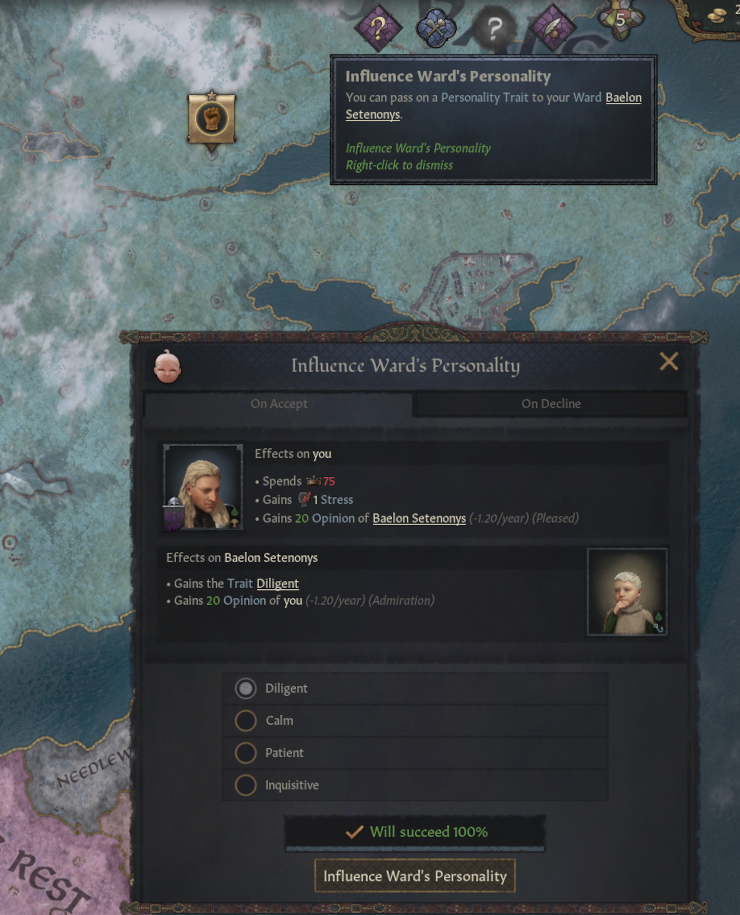 ?
?
5
2
Influence Ward's Personality
You can pass on a Personality Trait to your Ward Baelon
Setenonys.
Influence Ward's Personality
Right-click to dismiss
Influence Ward's Personality
On Accept
On Decline
Effects on you
• Spends 75
• Gains 1 Stress
• Gains 20 Opinion of Baelon Setenonys (-1.20/year) (Pleased)
Effects on Baelon Setenonys
• Gains the Trait Diligent
• Gains 20 Opinion of you (-1.20/year) (Admiration)
Diligent
Calm
Patient
Inquisitive
NEEDLEW
Will succeed 100%
REST
Influence Ward's Personality